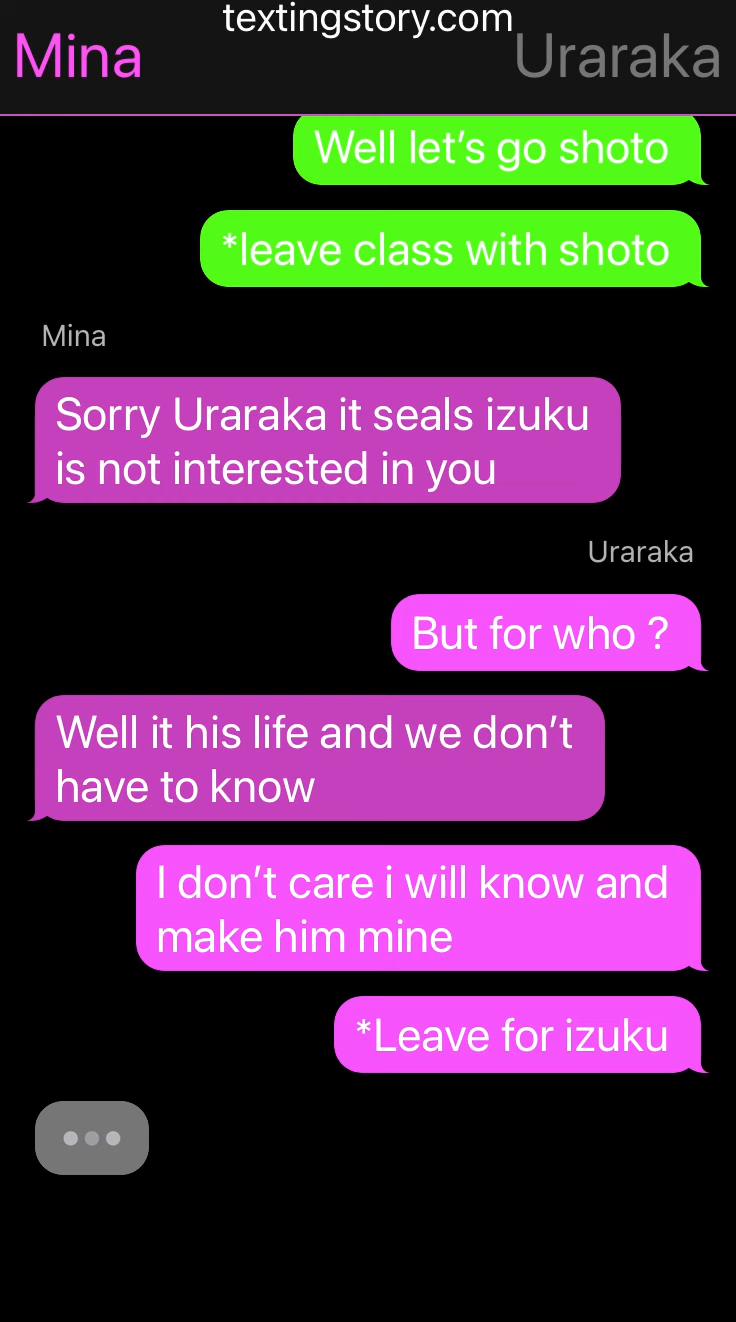 textingstory.com
Mina
Uraraka
Well let's go shoto
*leave class with shoto
Mina
Sorry Uraraka it seals izuku
is not interested in you
Uraraka
But for who ?
Well it his life and we don't
have to know
I don't care i will know and
make him mine
*Leave for izuku